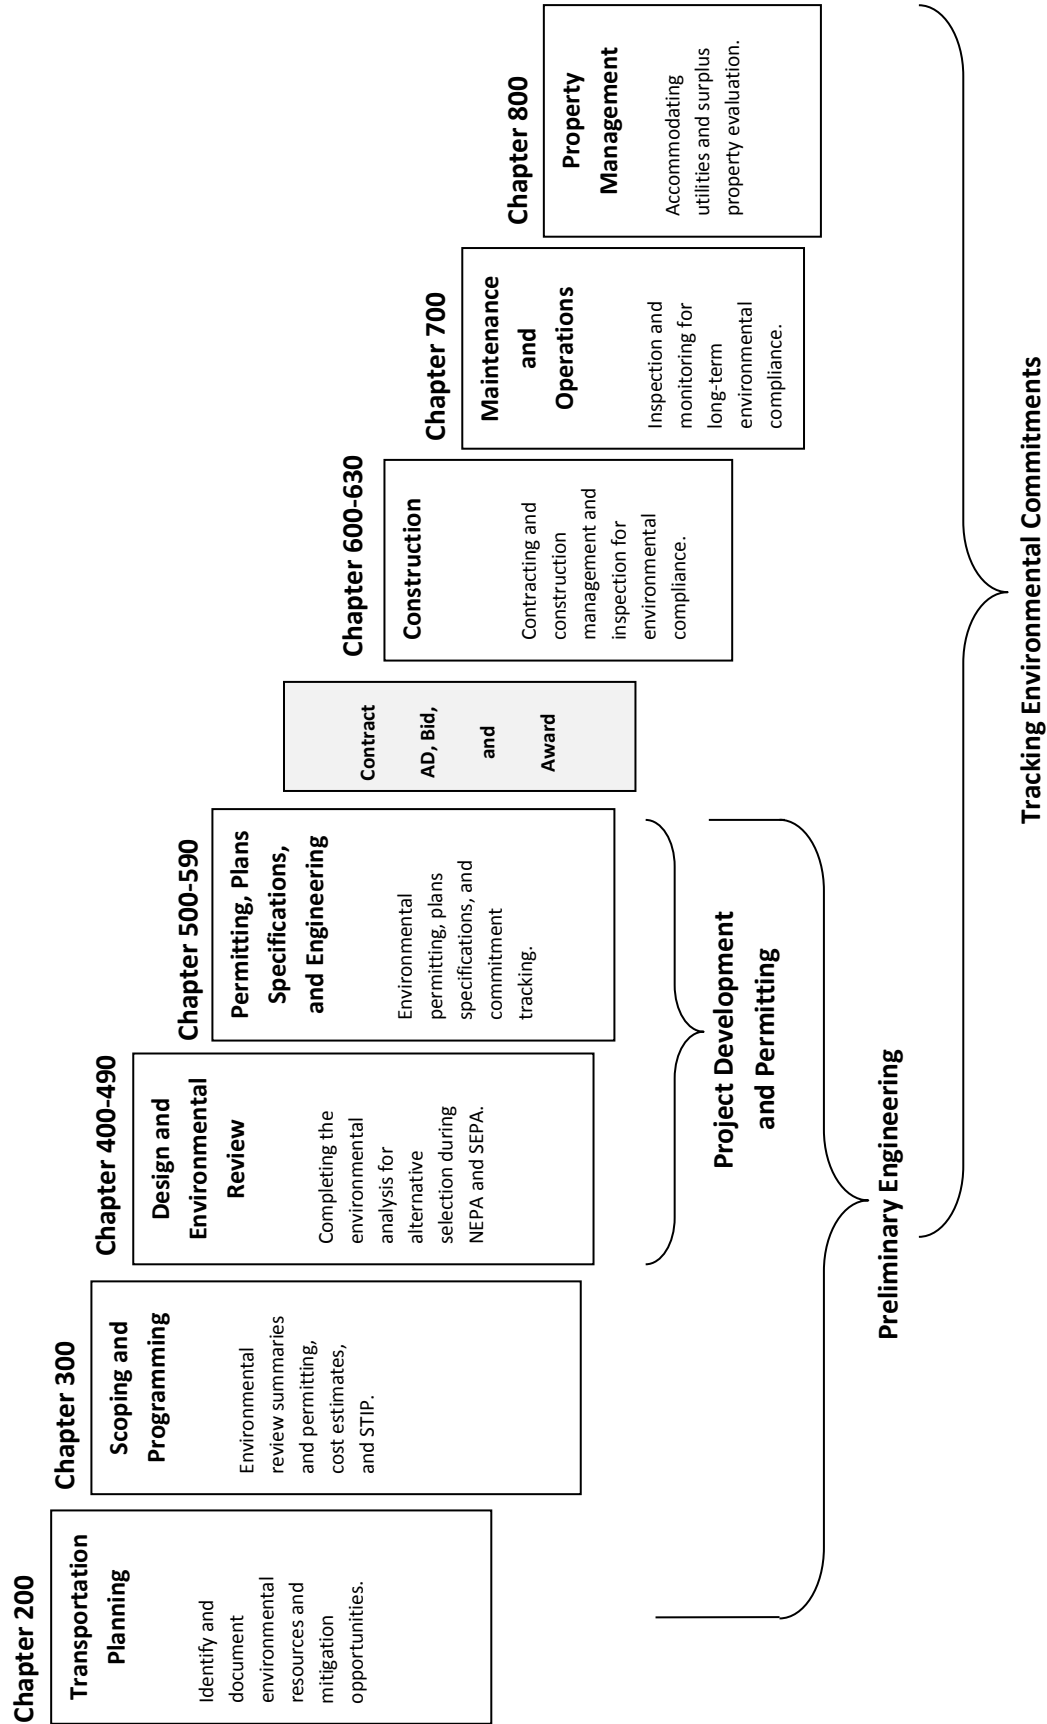 Chapter 200
Transportation
Planning
Identify and
document
environmental
resources and
mitigation
opportunities.
Chapter 300
Scoping and
Programming
Environmental
review summaries
and permitting,
cost estimates,
and STIP.
Chapter 400-490
Design and
Environmental
Review
Completing the
environmental
analysis for
alternative
selection during
NEPA and SEPA.
Chapter 500-590
Permitting, Plans
Specifications,
and Engineering
Environmental
permitting, plans
specifications, and
commitment
tracking.
Contract
AD, Bid,
and
Award
Chapter 600-630
Construction
Contracting and
construction
management and
inspection for
environmental
compliance.
Chapter 700
Maintenance
and
Operations
Inspection and
monitoring for
long-term
environmental
compliance.
Chapter 800
Property
Management
Accommodating
utilities and surplus
property evaluation.
Project Development
and Permitting
Preliminary Engineering
Tracking Environmental Commitments